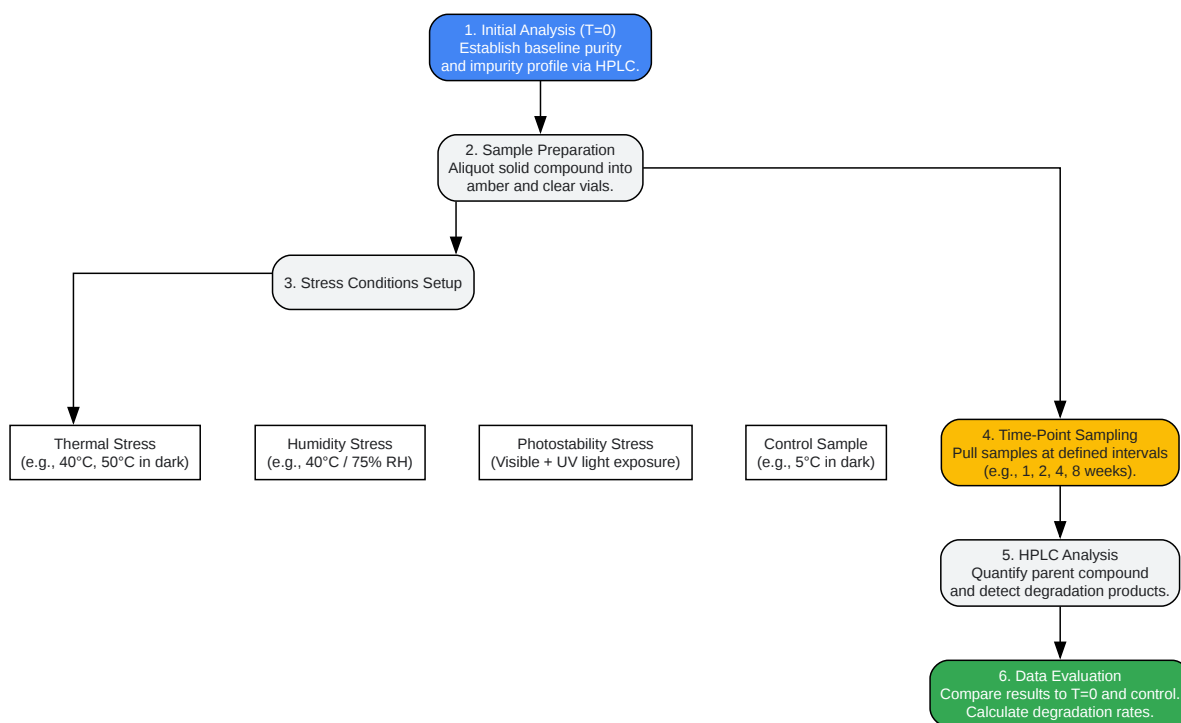 1. Initial Analysis (T=0)
Establish baseline purity
and impurity profile via HPLC.
2. Sample Preparation
Aliquot solid compound into
amber and clear vials.
3. Stress Conditions Setup
Thermal Stress
(e.g., 40°C, 50°C in dark)
Humidity Stress
(e.g., 40°C / 75% RH)
Photostability Stress
(Visible + UV light exposure)
Control Sample
(e.g., 5°C in dark)
4. Time-Point Sampling
Pull samples at defined intervals
(e.g., 1, 2, 4, 8 weeks).
5. HPLC Analysis
Quantify parent compound
and detect degradation products.
6. Data Evaluation
Compare results to T=0 and control.
Calculate degradation rates.